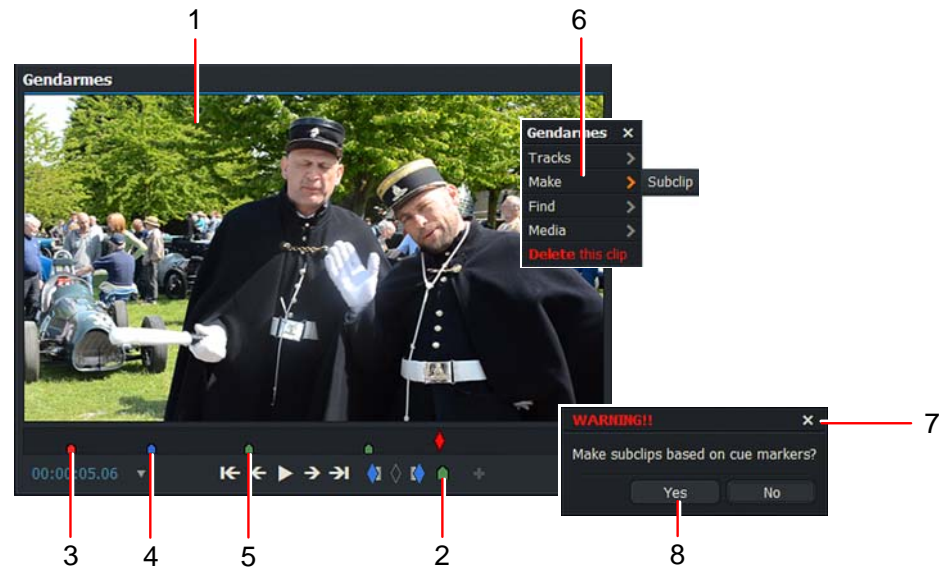 1
6
Gendarmes
Gendarmes ×
Tracks >
Make > Subclip
Find >
Media >
Delete this clip
WARNING!! ×
7
Make subclips based on cue markers?
Yes No
00:00:05.06
3 4 5 2 8